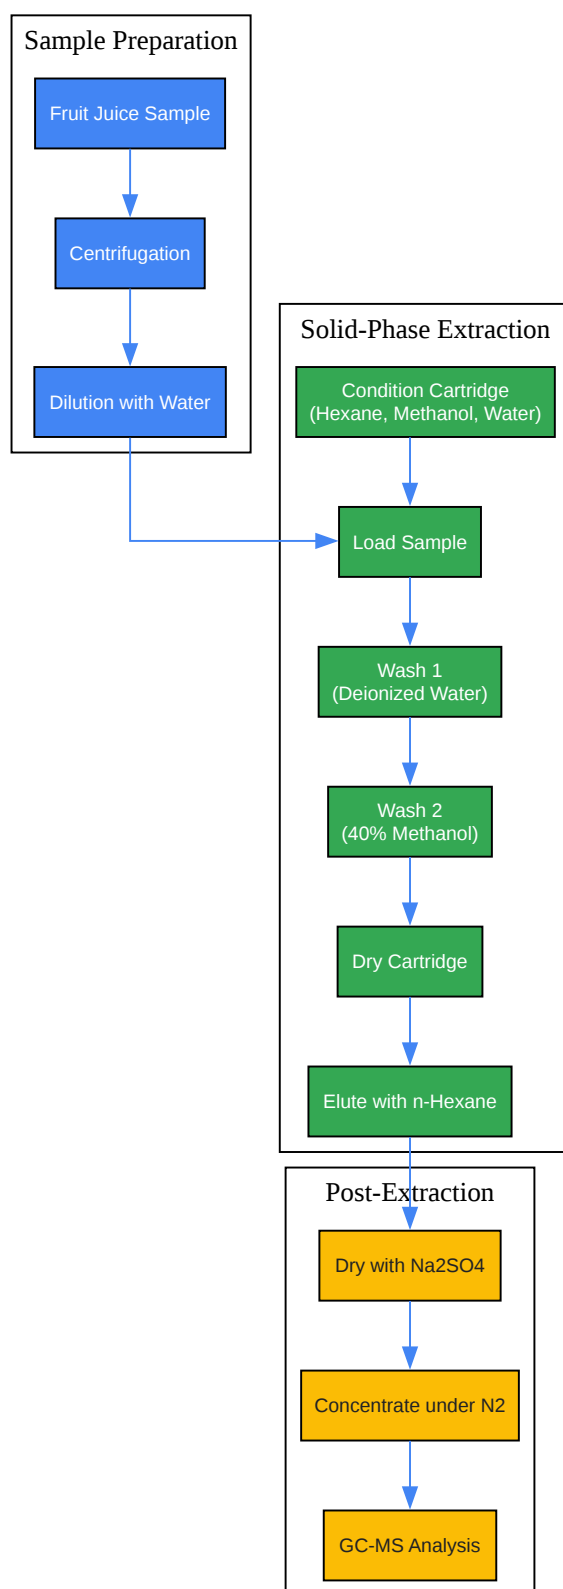 Sample Preparation
Fruit Juice Sample
Centrifugation
Dilution with Water
Solid-Phase Extraction
Condition Cartridge
(Hexane, Methanol, Water)
Load Sample
Wash 1
(Deionized Water)
Wash 2
(40% Methanol)
Dry Cartridge
Elute with n-Hexane
Post-Extraction
Dry with Na2SO4
Concentrate under N2
GC-MS Analysis